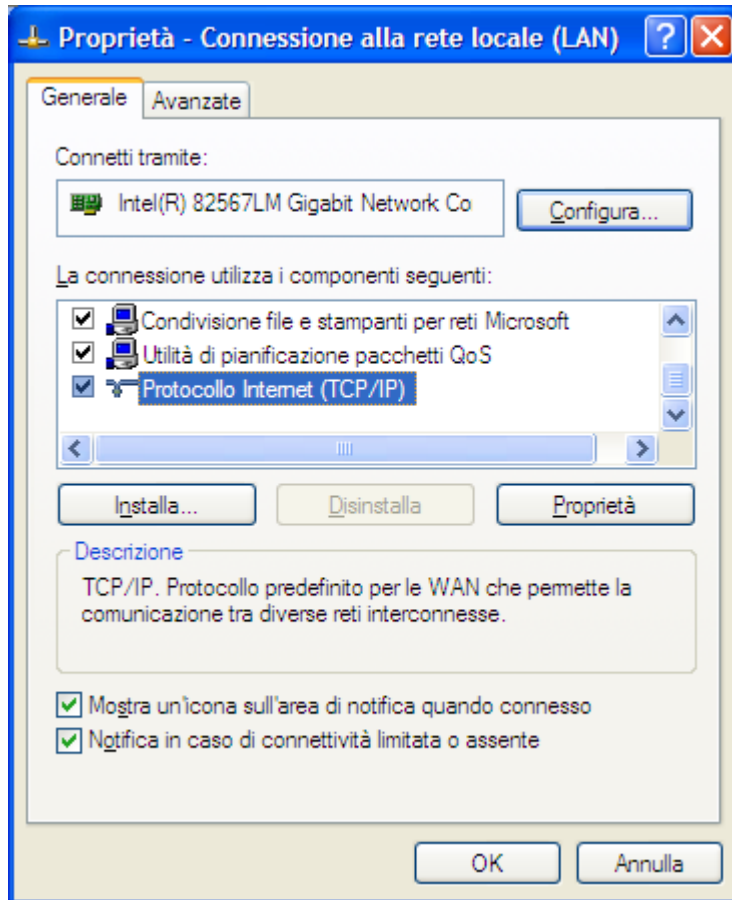 Proprietà - Connessione alla rete locale (LAN)
Generale
Avanzate
Connetti tramite:
Intel(R) 82567LM Gigabit Network Co
Configura...
La connessione utilizza i componenti seguenti:
Condivisione file e stampanti per reti Microsoft
Utilità di pianificazione pacchetti QoS
Protocollo Internet (TCP/IP)
Installa...
Disinstalla
Proprietà
Descrizione
TCP/IP. Protocollo predefinito per le WAN che permette la
comunicazione tra diverse reti interconnesse.
Mostra un'icona sull'area di notifica quando connesso
Notifica in caso di connettività limitata o assente
OK
Annulla